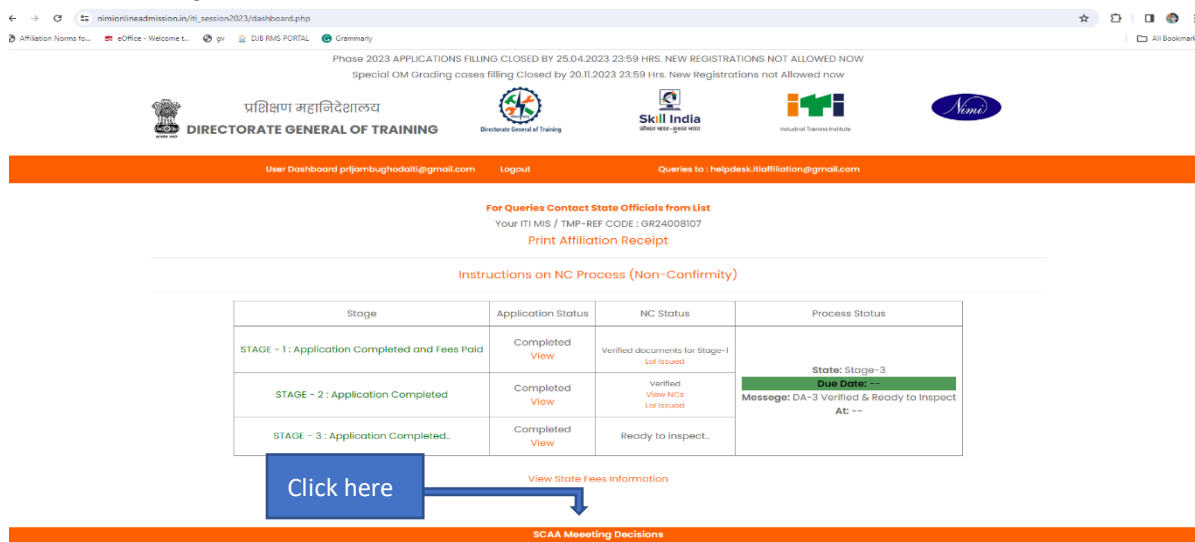 nimionlineadmission.in/iti_session2023/dashboard.php
Affiliation Norms fo... eOffice - Welcome t... gv DJB RMS PORTAL Grammarly All Bookmark
Phase 2023 APPLICATIONS FILLING CLOSED BY 25.04.2023 23:59 HRS. NEW REGISTRATIONS NOT ALLOWED NOW
Special OM Grading cases filling Closed by 20.11.2023 23:59 Hrs. New Registrations not Allowed now
प्रशिक्षण महानिदेशालय
DIRECTORATE GENERAL OF TRAINING
Directorate General of Training
Skill India
कौशल भारत-कुशल भारत
iti
Industrial Training Institute
Nimi
User Dashboard prljambughodaiti@gmail.com Logout Queries to : helpdesk.itiaffiliation@gmail.com
For Queries Contact State Officials from List
Your ITI MIS / TMP-REF CODE : GR24008107
Print Affiliation Receipt
Instructions on NC Process (Non-Confirmity)
Stage Application Status NC Status Process Status
STAGE - 1 : Application Completed and Fees Paid
Completed
View
Verified documents for Stage-1
LoI Issued
STAGE - 2 : Application Completed
Completed
View
Verified
View NCs
LoI Issued
STAGE - 3 : Application Completed..
Completed
View
Ready to inspect..
State: Stage-3
Due Date: --
Messege: DA-3 Verified & Ready to Inspect
At: --
View State Fees Information
Click here
SCAA Meeeting Decisions